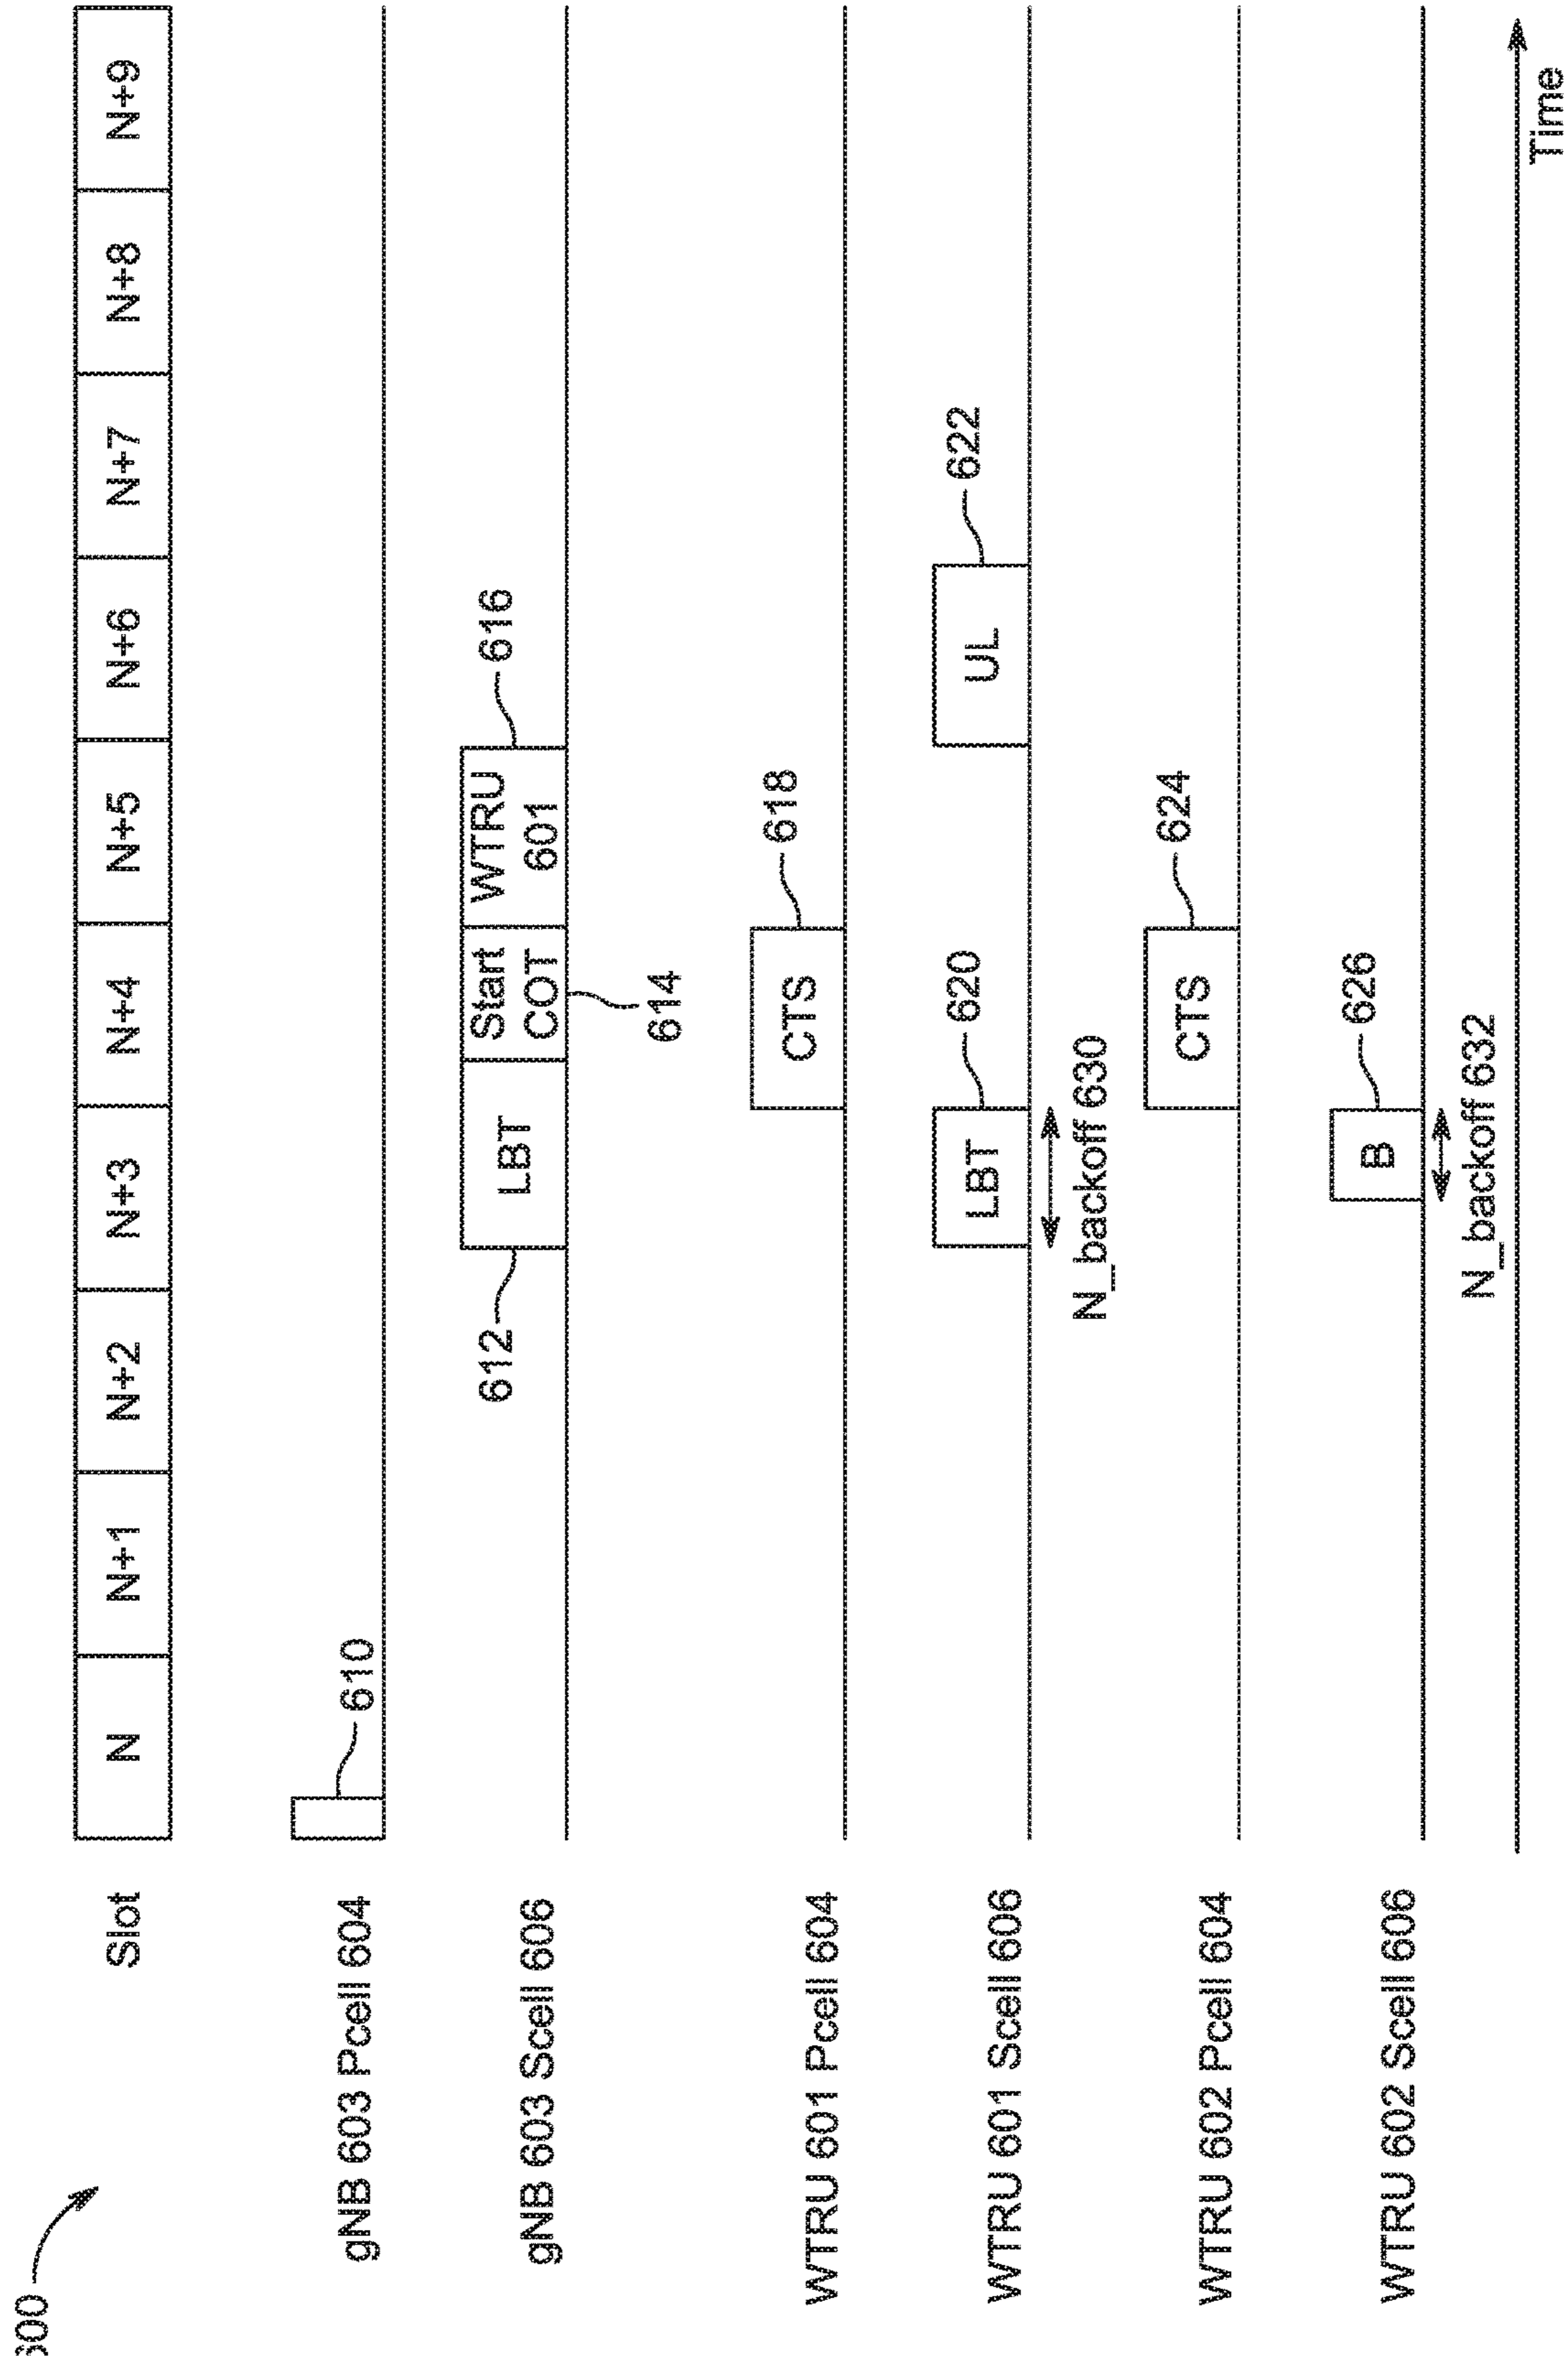 600
Slot
N
N+1
N+2
N+3
N+4
N+5
N+6
N+7
N+8
N+9
gNB 603 Pcell 604
610
gNB 603 Scell 606
612
LBT
Start
COT
614
WTRU
601
616
WTRU 601 Pcell 604
CTS
618
WTRU 601 Scell 606
LBT
620
N_backoff 630
UL
622
WTRU 602 Pcell 604
CTS
624
WTRU 602 Scell 606
B
626
N_backoff 632
Time